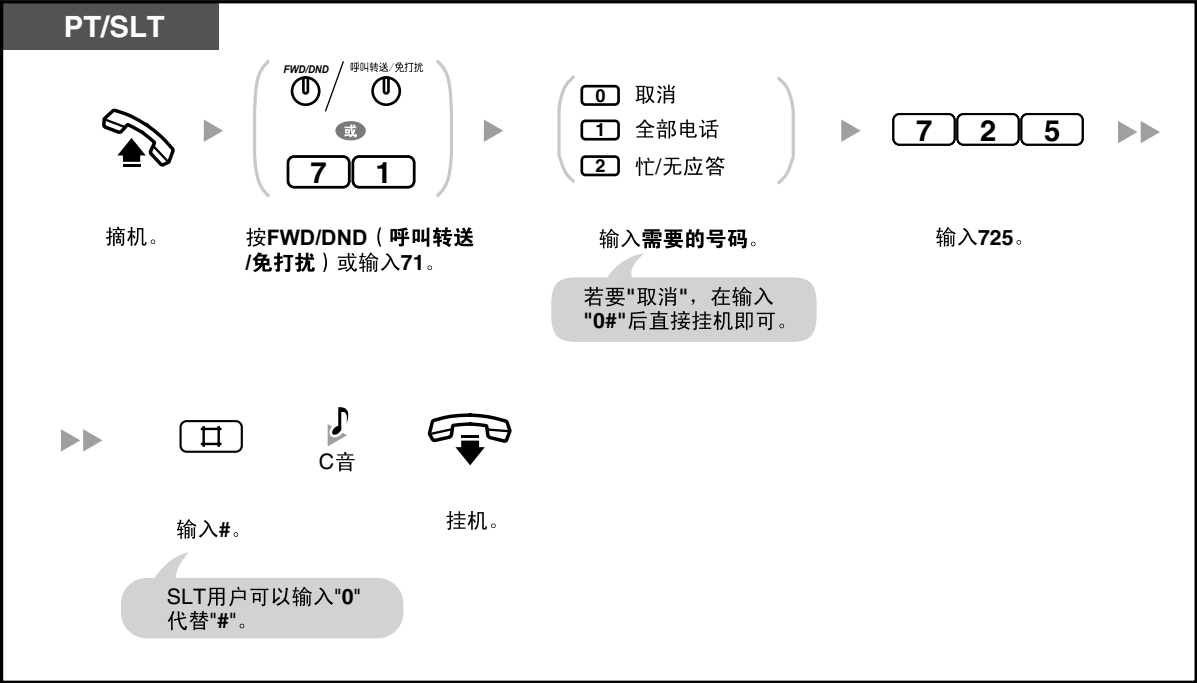 PT/SLT
FWD/DND / 呼叫转送/免打扰
或
7 1
0 取消
1 全部电话
2 忙/无应答
7 2 5
摘机。
按FWD/DND（呼叫转送
/免打扰）或输入71。
输入需要的号码。
若要"取消"，在输入
"0#"后直接挂机即可。
输入725。
#
C音
输入#。
挂机。
SLT用户可以输入"0"
代替"#"。